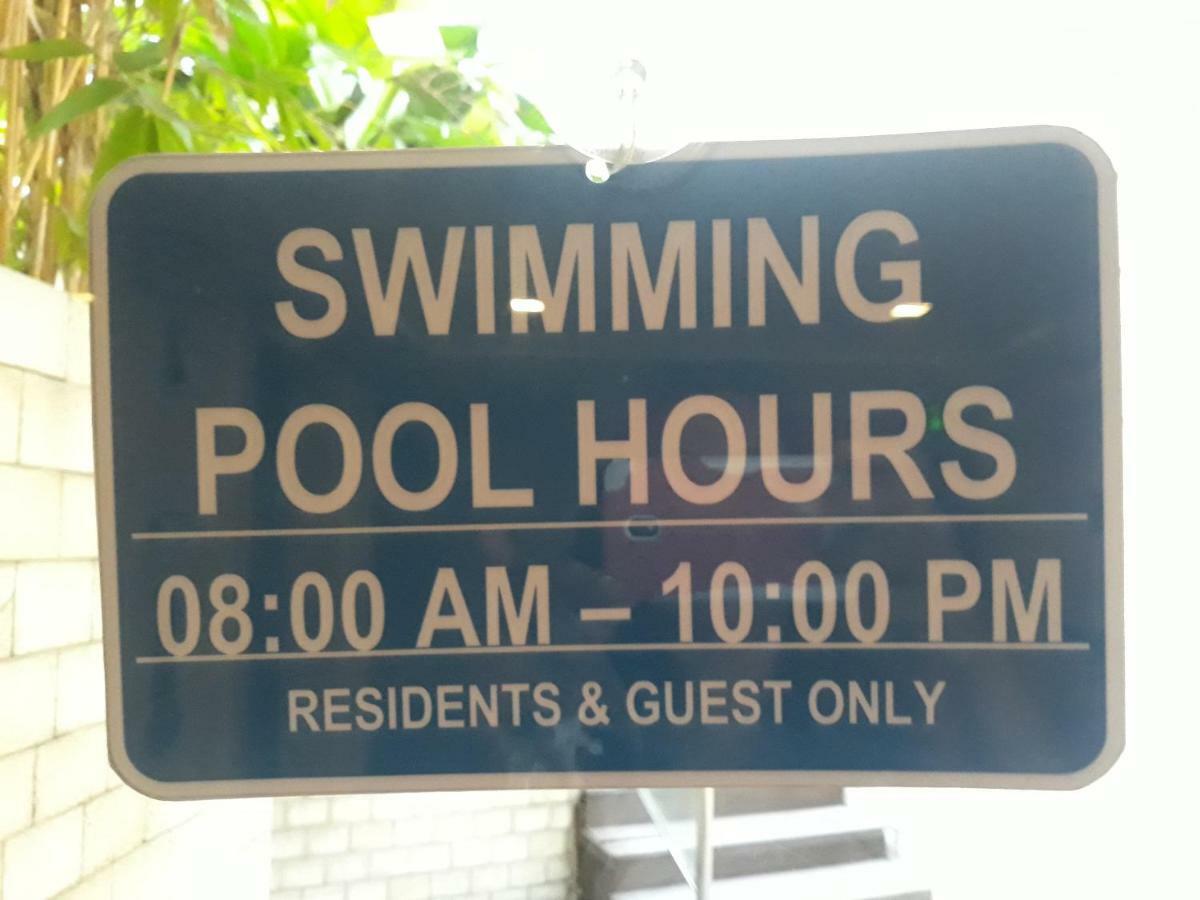 SWIMMING
POOL HOURS
08:00 AM – 10:00 PM
RESIDENTS & GUEST ONLY